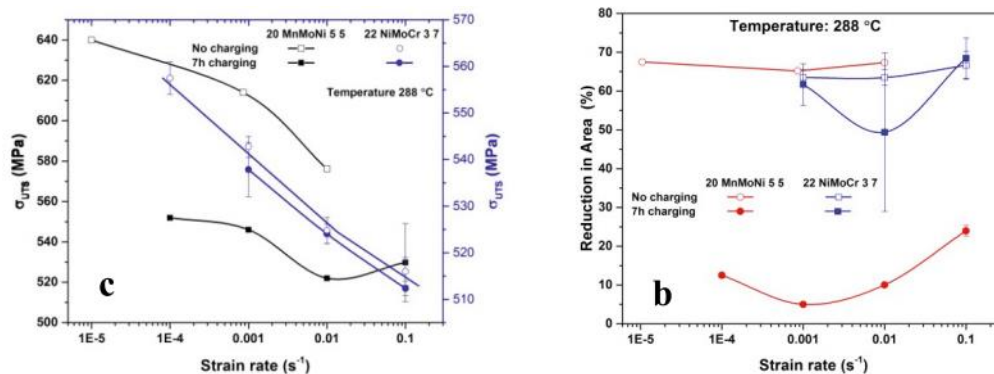 20 MnMoNi 5 5 22 NiMoCr 3 7
No charging
7h charging
Temperature 288 °C
640
620
600
580
560
540
520
500
σUTS (MPa)
570
560
550
540
530
520
510
σUTS (MPa)
c
1E-5 1E-4 0.001 0.01 0.1
Strain rate (s-1)
Temperature: 288 °C
80
70
60
50
40
30
20
10
0
Reduction in Area (%)
20 MnMoNi 5 5 22 NiMoCr 3 7
No charging
7h charging
b
1E-5 1E-4 0.001 0.01 0.1
Strain rate (s-1)